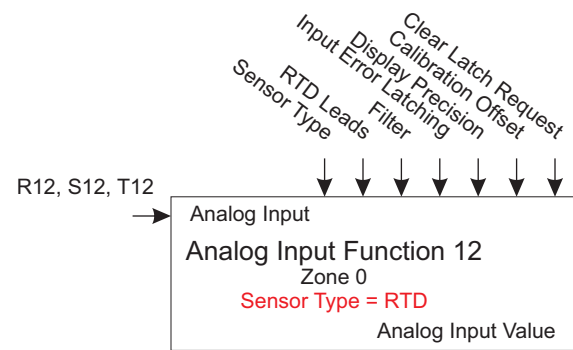 Sensor Type
RTD Leads
Filter
Input Error Latching
Display Precision
Calibration Offset
Clear Latch Request
R12, S12, T12
Analog Input
Analog Input Function 12
Zone 0
Sensor Type = RTD
Analog Input Value